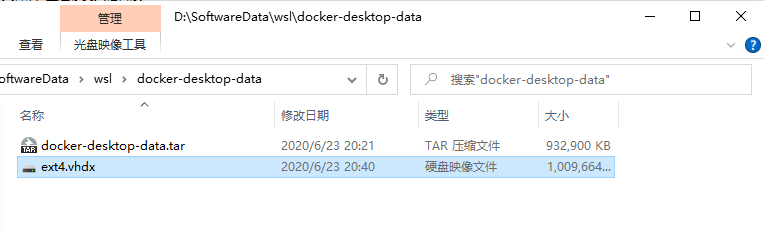 管理
D:\SoftwareData\wsl\docker-desktop-data
查看
光盘映像工具
oftwareData › wsl › docker-desktop-data
搜索"docker-desktop-data"
名称 修改日期 类型 大小
docker-desktop-data.tar 2020/6/23 20:21 TAR 压缩文件 932,900 KB
ext4.vhdx 2020/6/23 20:40 硬盘映像文件 1,009,664...